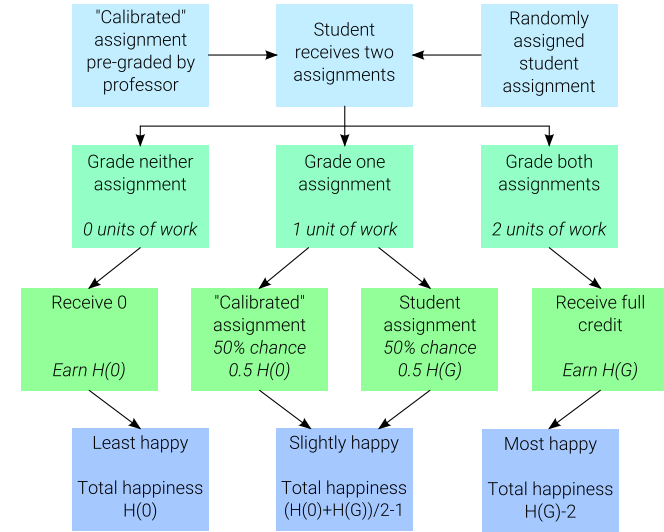 "Calibrated"
assignment
pre-graded by
professor
Student
receives two
assignments
Randomly
assigned
student
assignment
Grade neither
assignment
0 units of work
Grade one
assignment
1 unit of work
Grade both
assignments
2 units of work
Receive 0
Earn H(0)
"Calibrated"
assignment
50% chance
0.5 H(0)
Student
assignment
50% chance
0.5 H(G)
Receive full
credit
Earn H(G)
Least happy
Total happiness
H(0)
Slightly happy
Total happiness
(H(0)+H(G))/2-1
Most happy
Total happiness
H(G)-2